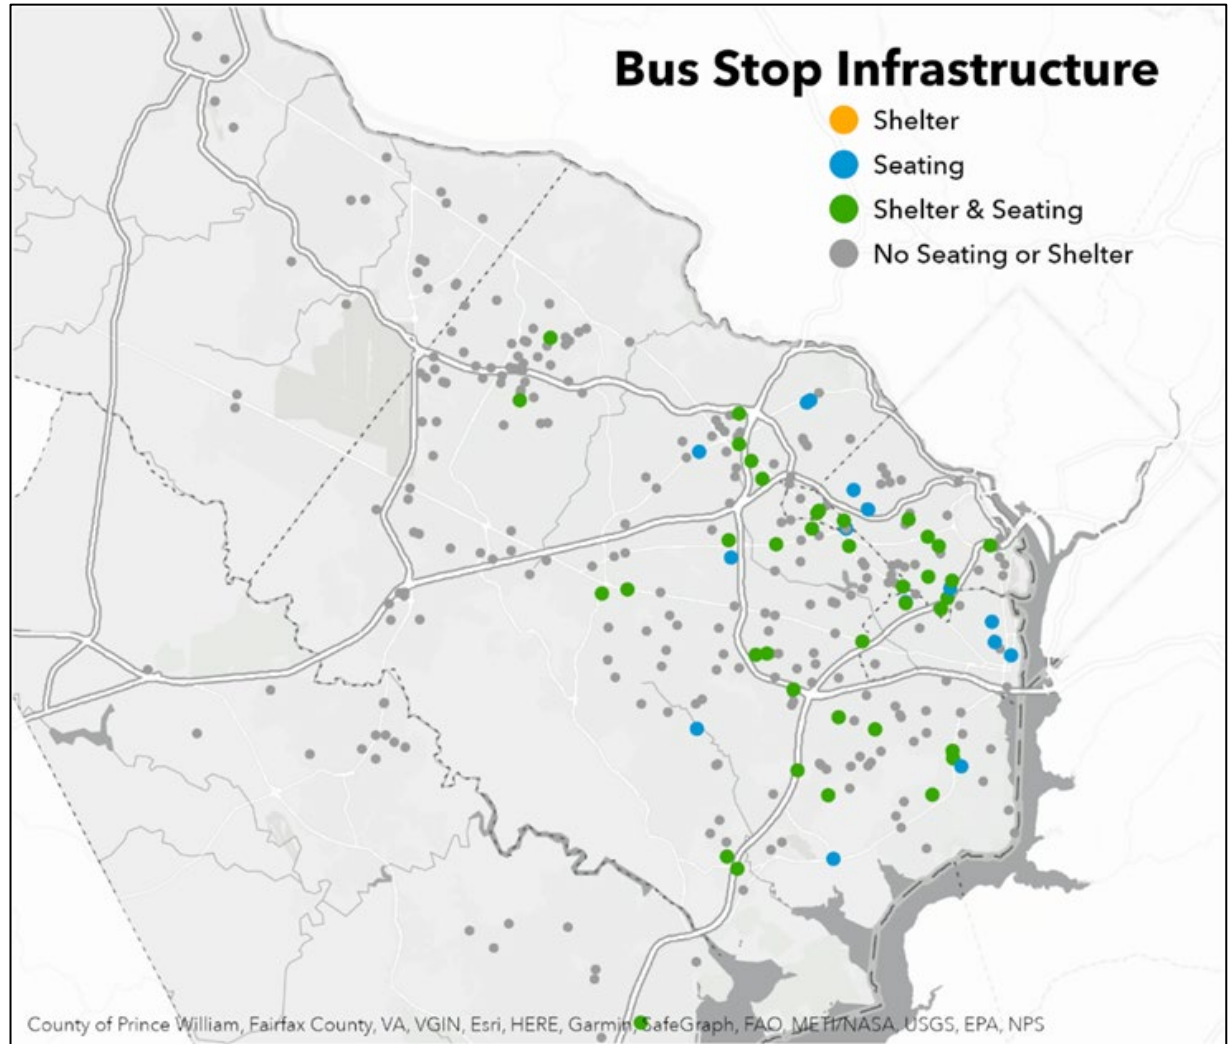 Bus Stop Infrastructure
Shelter
Seating
Shelter & Seating
No Seating or Shelter
County of Prince William, Fairfax County, VA, VGIN, Esri, HERE, Garmin, SafeGraph, FAO, METI/NASA, USGS, EPA, NPS